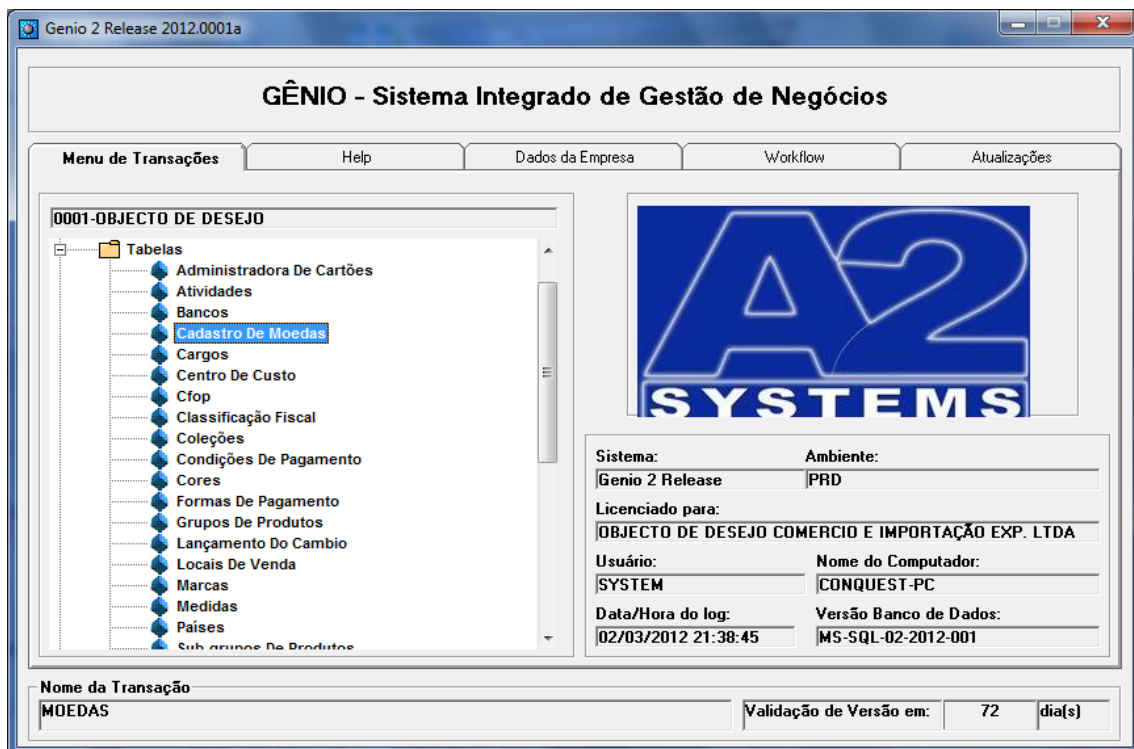 Genio 2 Release 2012.0001a
GÊNIO - Sistema Integrado de Gestão de Negócios
Menu de Transações
Help
Dados da Empresa
Workflow
Atualizações
0001-OBJECTO DE DESEJO
Tabelas
Administradora De Cartões
Atividades
Bancos
Cadastro De Moedas
Cargos
Centro De Custo
Cfop
Classificação Fiscal
Coleções
Condições De Pagamento
Cores
Formas De Pagamento
Grupos De Produtos
Lançamento Do Cambio
Locais De Venda
Marcas
Medidas
Países
Sub grupos De Produtos
A2
SYSTEMS
Sistema: Ambiente:
Genio 2 Release PRD
Licenciado para:
OBJECTO DE DESEJO COMERCIO E IMPORTAÇÃO EXP. LTDA
Usuário: Nome do Computador:
SYSTEM CONQUEST-PC
Data/Hora do log: Versão Banco de Dados:
02/03/2012 21:38:45 MS-SQL-02-2012-001
Nome da Transação
MOEDAS Validação de Versão em: 72 dia(s)